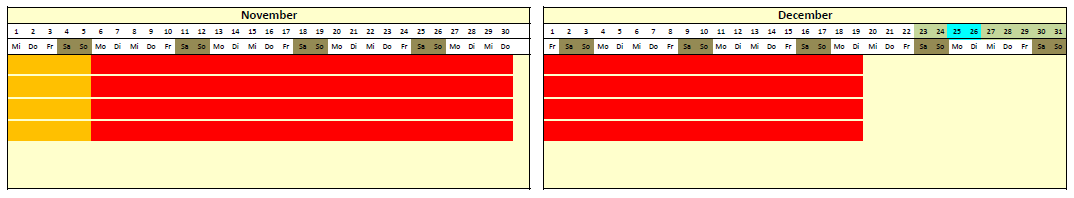 November
1 2 3 4 5 6 7 8 9 10 11 12 13 14 15 16 17 18 19 20 21 22 23 24 25 26 27 28 29 30
Mi Do Fr Sa So Mo Di Mi Do Fr Sa So Mo Di Mi Do Fr Sa So Mo Di Mi Do Fr Sa So Mo Di Mi Do
December
1 2 3 4 5 6 7 8 9 10 11 12 13 14 15 16 17 18 19 20 21 22 23 24 25 26 27 28 29 30 31
Fr Sa So Mo Di Mi Do Fr Sa So Mo Di Mi Do Fr Sa So Mo Di Mi Do Fr Sa So Mo Di Mi Do Fr Sa So